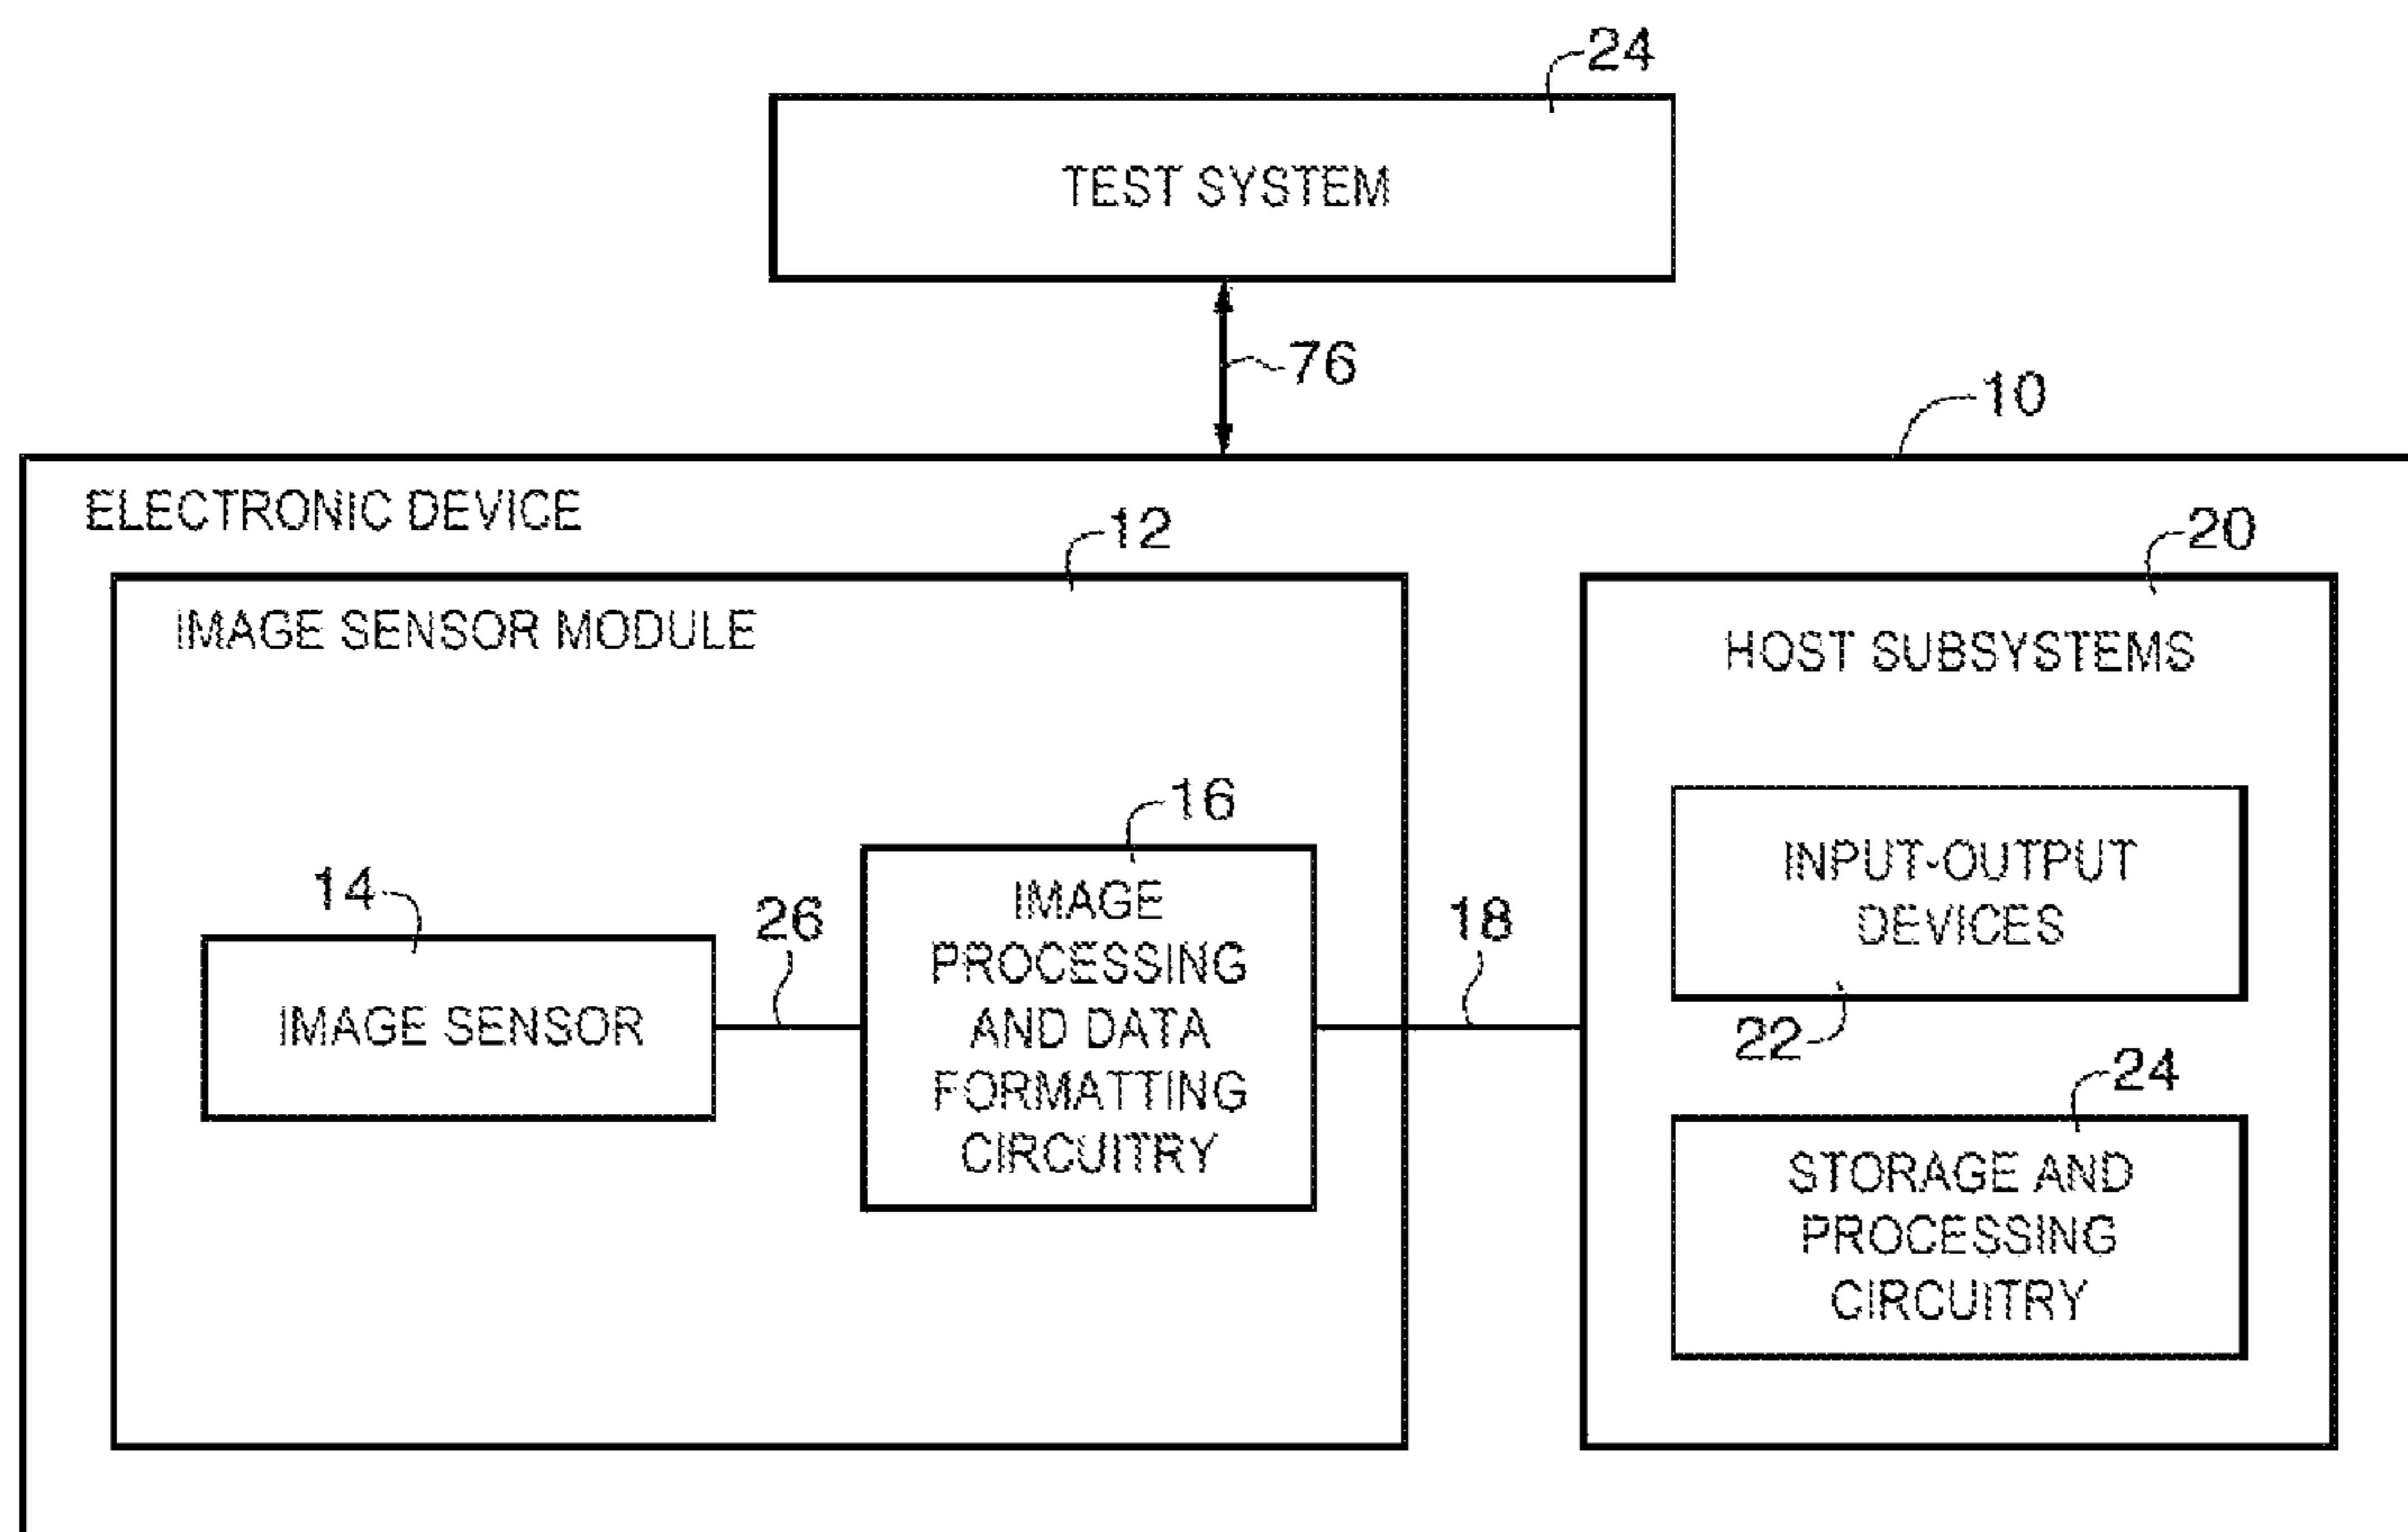 24
TEST SYSTEM
76
10
ELECTRONIC DEVICE
12
20
IMAGE SENSOR MODULE
HOST SUBSYSTEMS
16
14
26
IMAGE
PROCESSING
AND DATA
FORMATTING
CIRCUITRY
IMAGE SENSOR
18
INPUT-OUTPUT
DEVICES
22
24
STORAGE AND
PROCESSING
CIRCUITRY